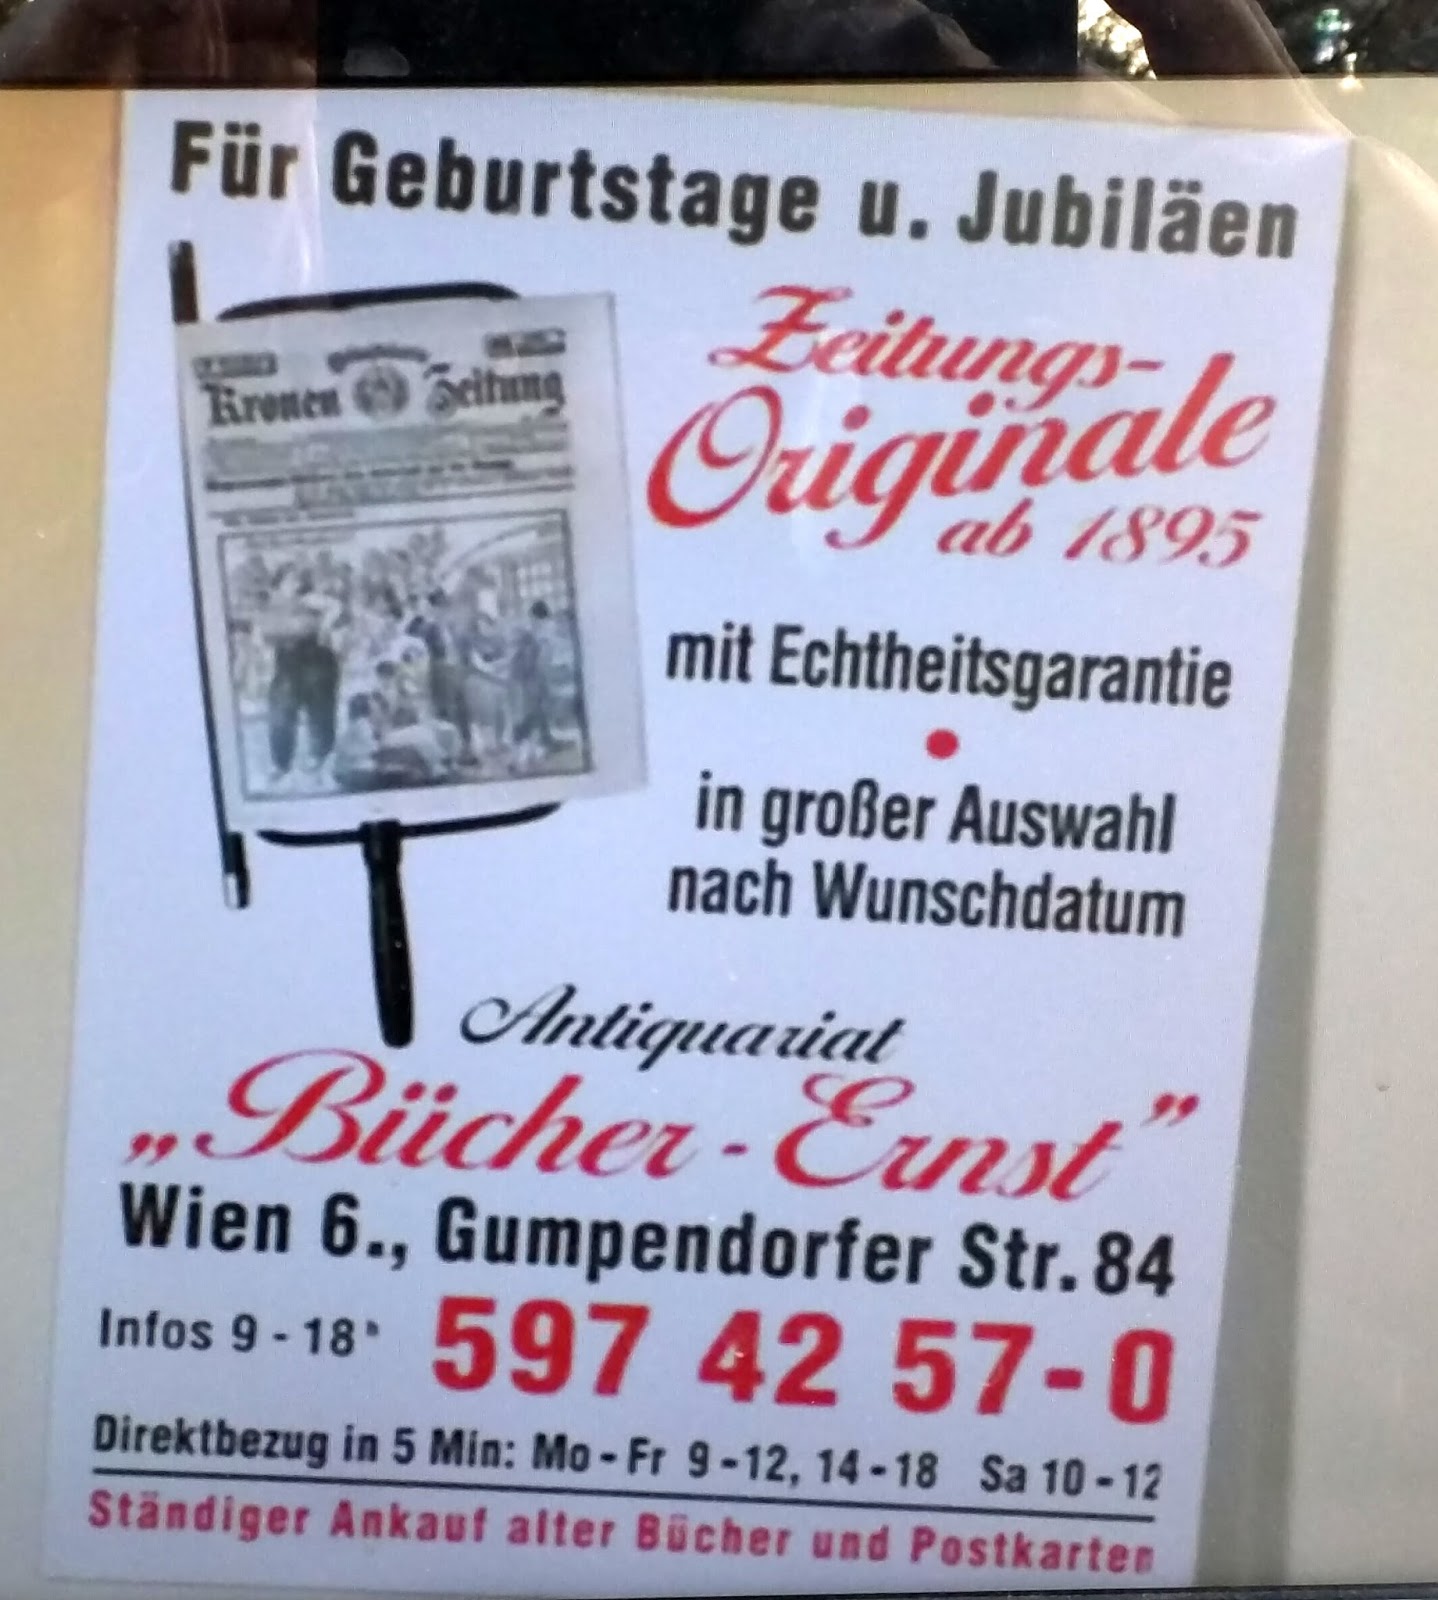 Für Geburtstage u. Jubiläen
Kronen Zeitung
Zeitungs-
Originale
ab 1895
mit Echtheitsgarantie
•
in großer Auswahl
nach Wunschdatum
Antiquariat
„Bücher - Ernst”
Wien 6., Gumpendorfer Str. 84
Infos 9 - 18h 597 42 57-0
Direktbezug in 5 Min: Mo - Fr 9 - 12, 14 - 18 Sa 10 - 12
Ständiger Ankauf alter Bücher und Postkarten